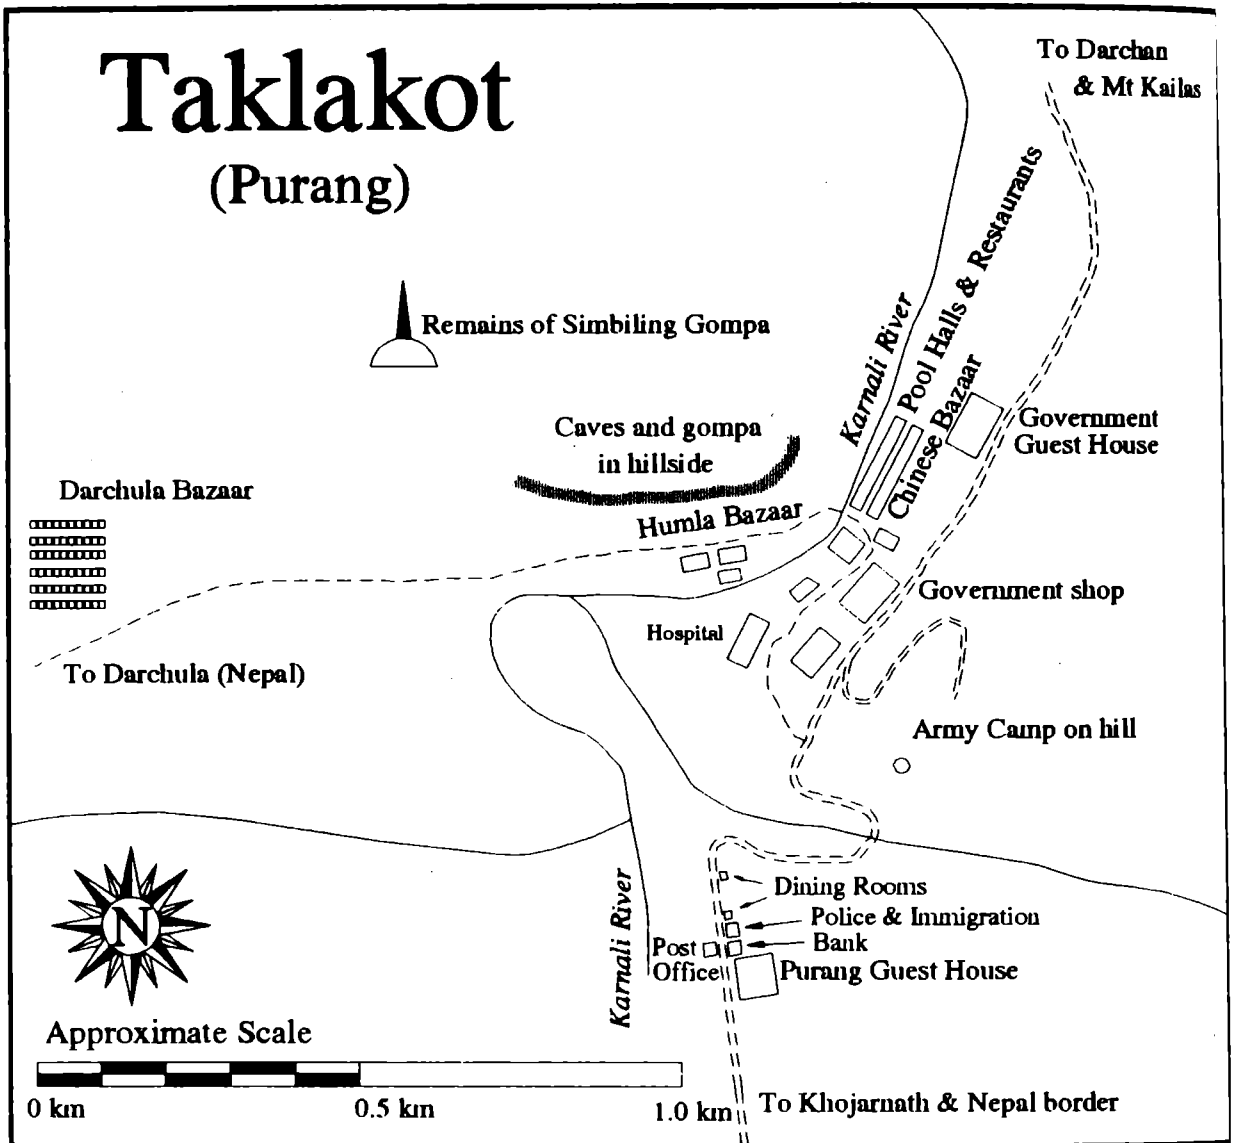 Taklakot
(Purang)
To Darchan
& Mt Kailas
Pool Halls & Restaurants
Karnali River
Remains of Simbiling Gompa
Chinese Bazaar
Government
Guest House
Caves and gompa
in hillside
Darchula Bazaar
Humla Bazaar
Government shop
Hospital
To Darchula (Nepal)
Army Camp on hill
Dining Rooms
Police & Immigration
Bank
Post
Office
Purang Guest House
Karnali River
N
Approximate Scale
0 km
0.5 km
1.0 km
To Khojarnath & Nepal border